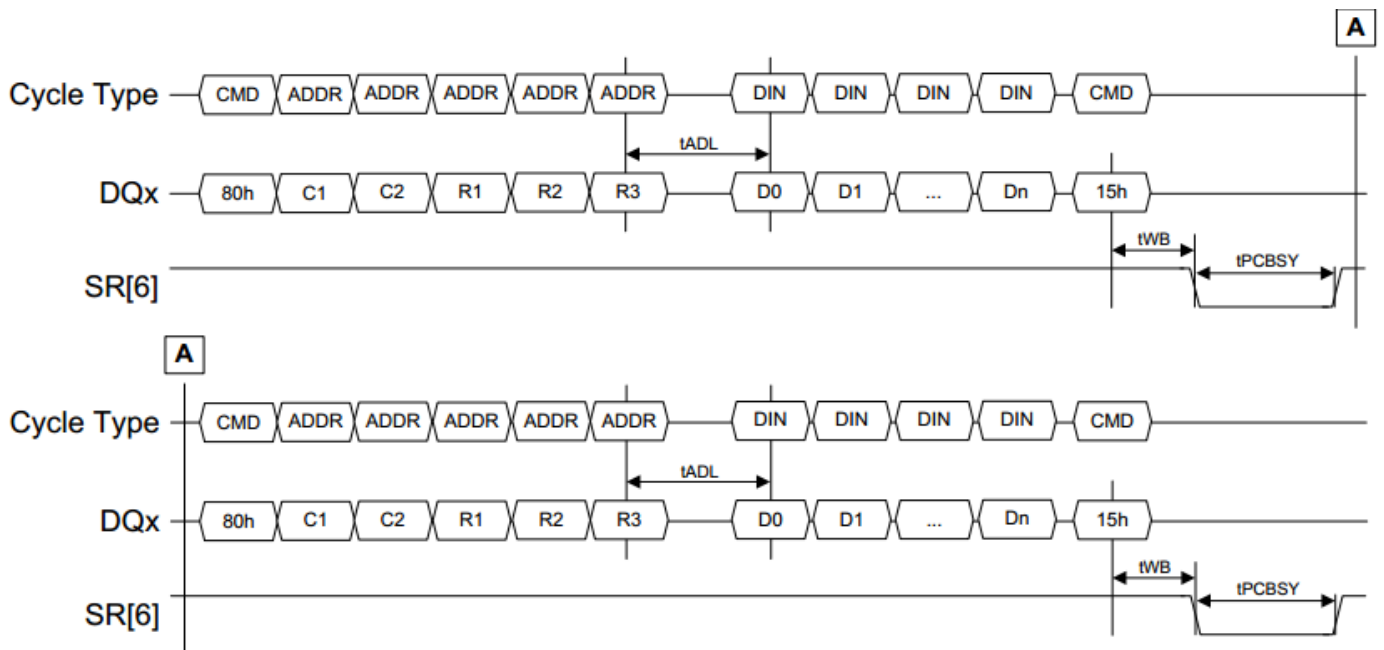 A
Cycle Type CMD ADDR ADDR ADDR ADDR ADDR DIN DIN DIN DIN CMD
tADL
DQx 80h C1 C2 R1 R2 R3 D0 D1 ... Dn 15h
tWB
tPCBSY
SR[6]
A
Cycle Type CMD ADDR ADDR ADDR ADDR ADDR DIN DIN DIN DIN CMD
tADL
DQx 80h C1 C2 R1 R2 R3 D0 D1 ... Dn 15h
tWB
tPCBSY
SR[6]